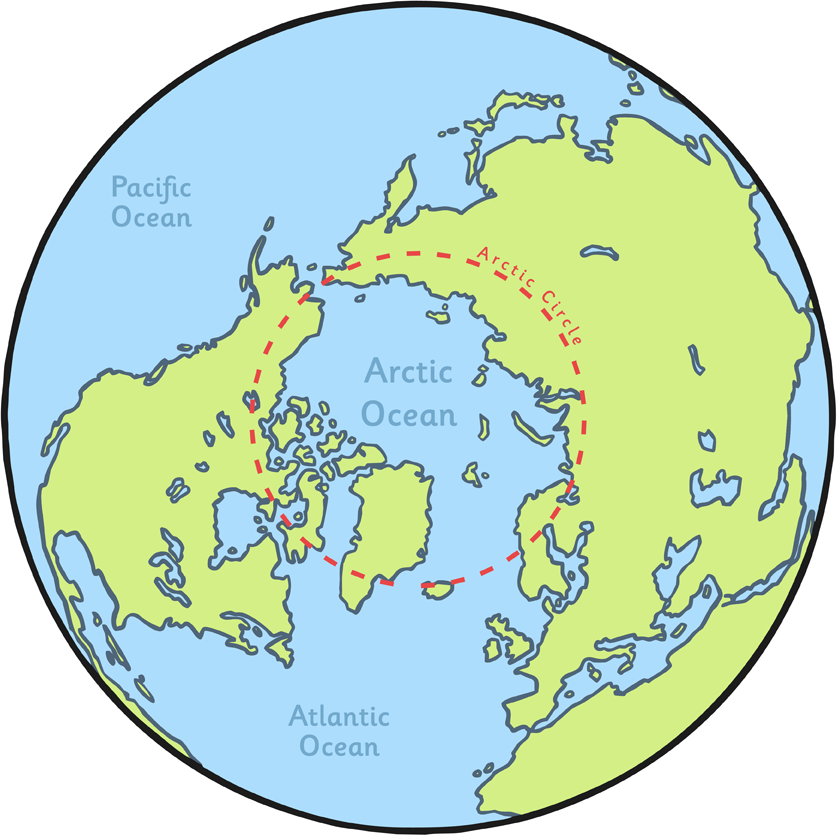 Pacific
Ocean
Arctic Circle
Arctic
Ocean
Atlantic
Ocean